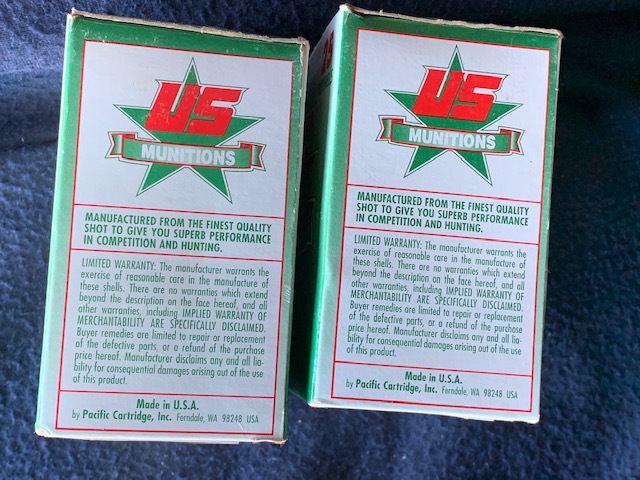 US
MUNITIONS
MANUFACTURED FROM THE FINEST QUALITY
SHOT TO GIVE YOU SUPERB PERFORMANCE
IN COMPETITION AND HUNTING.
LIMITED WARRANTY: The manufacturer warrants the
exercise of reasonable care in the manufacture of
these shells. There are no warranties which extend
beyond the description on the face hereof, and all
other warranties, including IMPLIED WARRANTY OF
MERCHANTABILITY ARE SPECIFICALLY DISCLAIMED.
Buyer remedies are limited to repair or replacement
of the defective parts, or a refund of the purchase
price hereof. Manufacturer disclaims any and all lia-
bility for consequential damages arising out of the use
of this product.
Made in U.S.A.
by Pacific Cartridge, Inc. Ferndale, WA 98248 USA
25
US
MUNITIONS
MANUFACTURED FROM THE FINEST QUALITY
SHOT TO GIVE YOU SUPERB PERFORMANCE
IN COMPETITION AND HUNTING.
LIMITED WARRANTY: The manufacturer warrants the
exercise of reasonable care in the manufacture of
these shells. There are no warranties which extend
beyond the description on the face hereof, and all
other warranties, including IMPLIED WARRANTY OF
MERCHANTABILITY ARE SPECIFICALLY DISCLAIMED.
Buyer remedies are limited to repair or replacement
of the defective parts, or a refund of the purchase
price hereof. Manufacturer disclaims any and all lia-
bility for consequential damages arising out of the use
of this product.
Made in U.S.A.
by Pacific Cartridge, Inc. Ferndale, WA 98248 USA